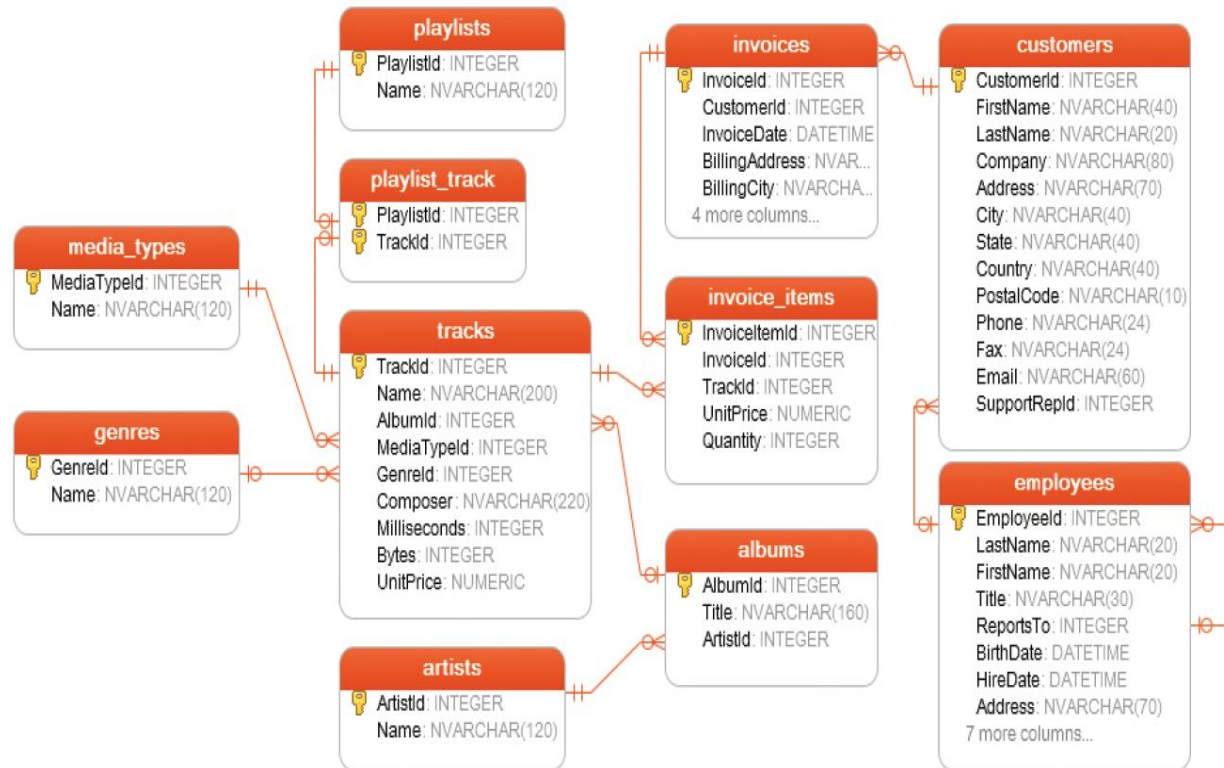 playlists
PlaylistId: INTEGER
Name: NVARCHAR(120)
playlist_track
PlaylistId: INTEGER
TrackId: INTEGER
media_types
MediaTypeId: INTEGER
Name: NVARCHAR(120)
genres
GenreId: INTEGER
Name: NVARCHAR(120)
tracks
TrackId: INTEGER
Name: NVARCHAR(200)
AlbumId: INTEGER
MediaTypeId: INTEGER
GenreId: INTEGER
Composer: NVARCHAR(220)
Milliseconds: INTEGER
Bytes: INTEGER
UnitPrice: NUMERIC
artists
ArtistId: INTEGER
Name: NVARCHAR(120)
invoices
InvoiceId: INTEGER
CustomerId: INTEGER
InvoiceDate: DATETIME
BillingAddress: NVAR...
BillingCity: NVARCHA...
4 more columns...
invoice_items
InvoiceItemId: INTEGER
InvoiceId: INTEGER
TrackId: INTEGER
UnitPrice: NUMERIC
Quantity: INTEGER
albums
AlbumId: INTEGER
Title: NVARCHAR(160)
ArtistId: INTEGER
customers
CustomerId: INTEGER
FirstName: NVARCHAR(40)
LastName: NVARCHAR(20)
Company: NVARCHAR(80)
Address: NVARCHAR(70)
City: NVARCHAR(40)
State: NVARCHAR(40)
Country: NVARCHAR(40)
PostalCode: NVARCHAR(10)
Phone: NVARCHAR(24)
Fax: NVARCHAR(24)
Email: NVARCHAR(60)
SupportRepId: INTEGER
employees
EmployeeId: INTEGER
LastName: NVARCHAR(20)
FirstName: NVARCHAR(20)
Title: NVARCHAR(30)
ReportsTo: INTEGER
BirthDate: DATETIME
HireDate: DATETIME
Address: NVARCHAR(70)
7 more columns...